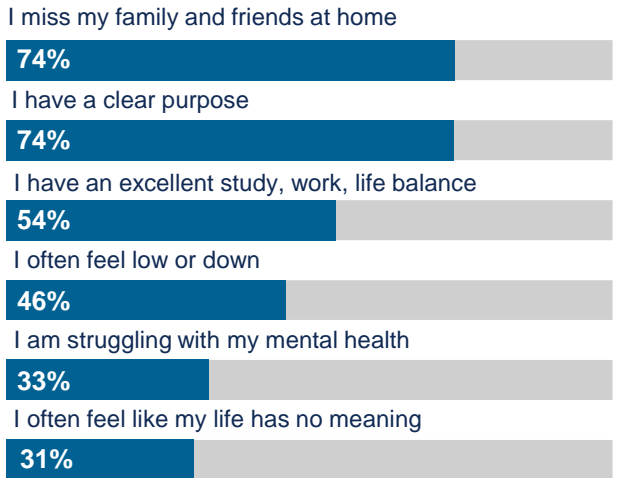 I miss my family and friends at home
74%
I have a clear purpose
74%
I have an excellent study, work, life balance
54%
I often feel low or down
46%
I am struggling with my mental health
33%
I often feel like my life has no meaning
31%